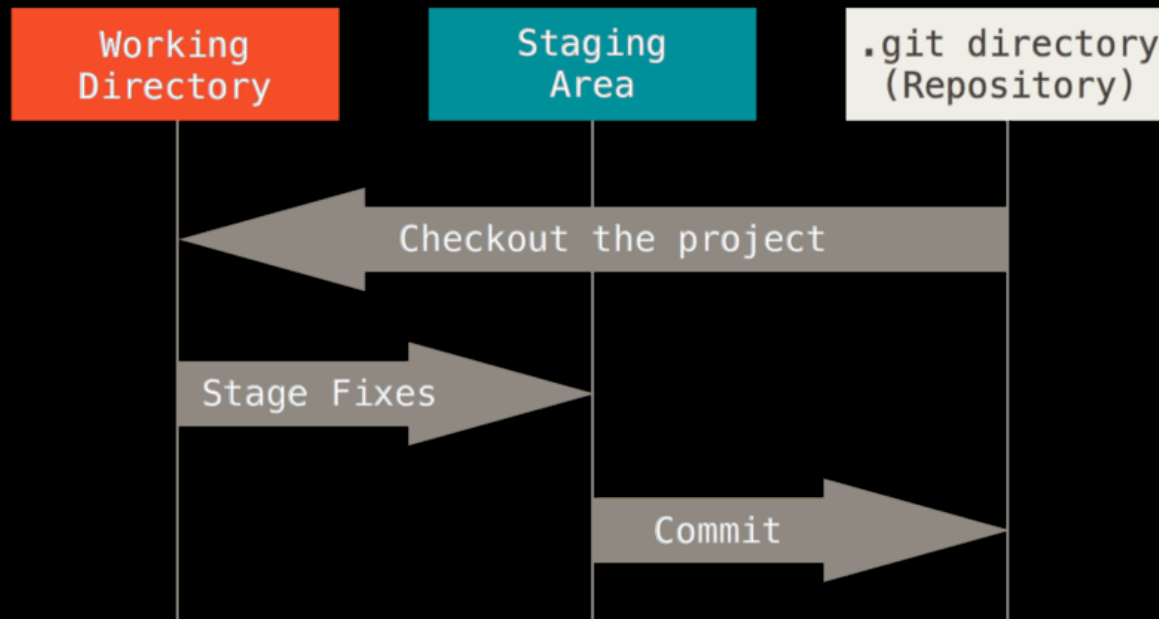 Working
Directory
Staging
Area
.git directory
(Repository)
Checkout the project
Stage Fixes
Commit